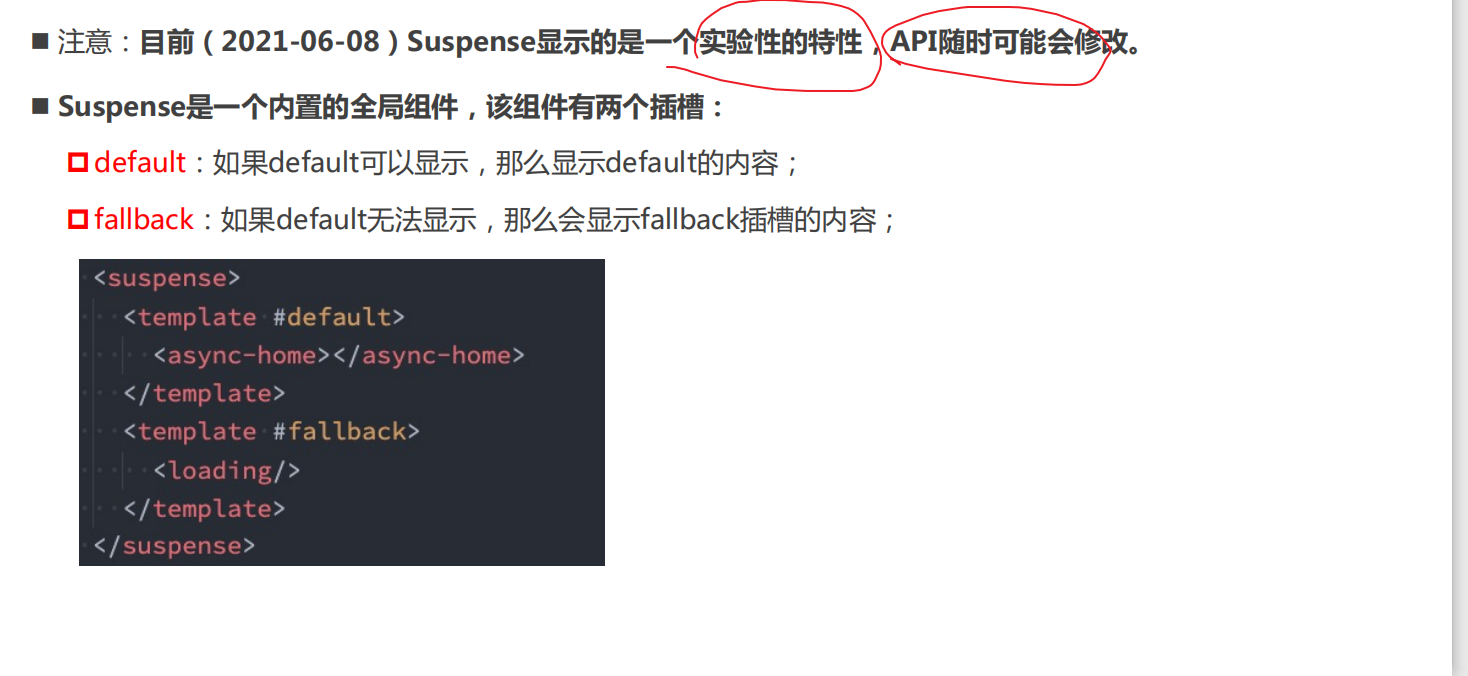 ■ 注意：目前（2021-06-08）Suspense显示的是一个实验性的特性，API随时可能会修改。
■ Suspense是一个内置的全局组件，该组件有两个插槽：
default：如果default可以显示，那么显示default的内容；
fallback：如果default无法显示，那么会显示fallback插槽的内容；
<suspense>
<template #default>
<async-home></async-home>
</template>
<template #fallback>
<loading/>
</template>
</suspense>